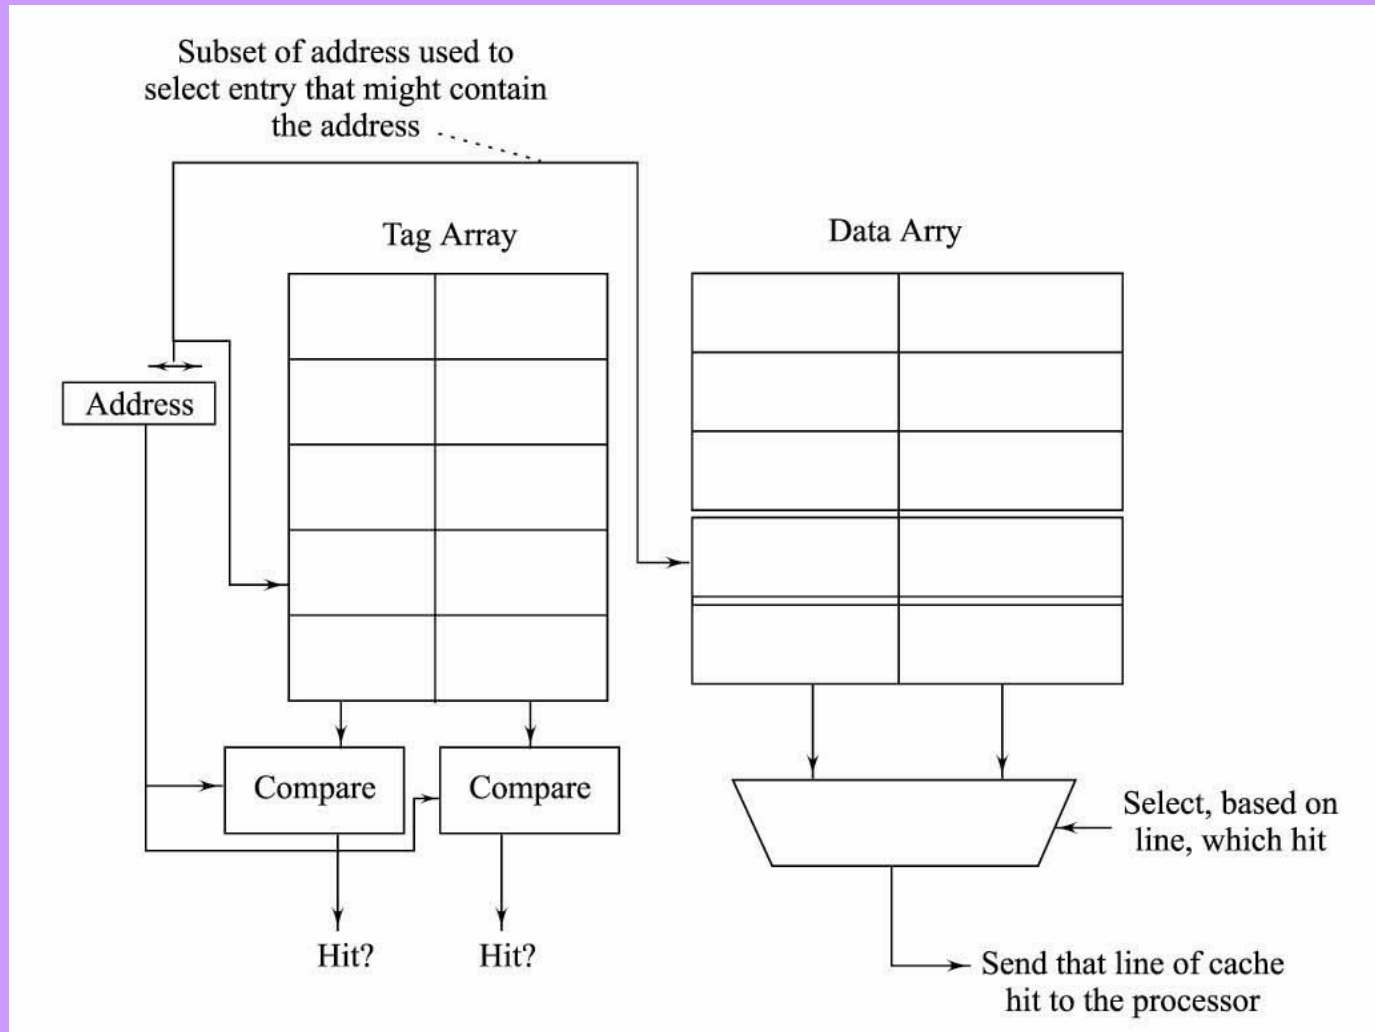 Subset of address used to
select entry that might contain
the address
Tag Array
Data Arry
Address
Compare
Compare
Select, based on
line, which hit
Hit?
Hit?
Send that line of cache
hit to the processor